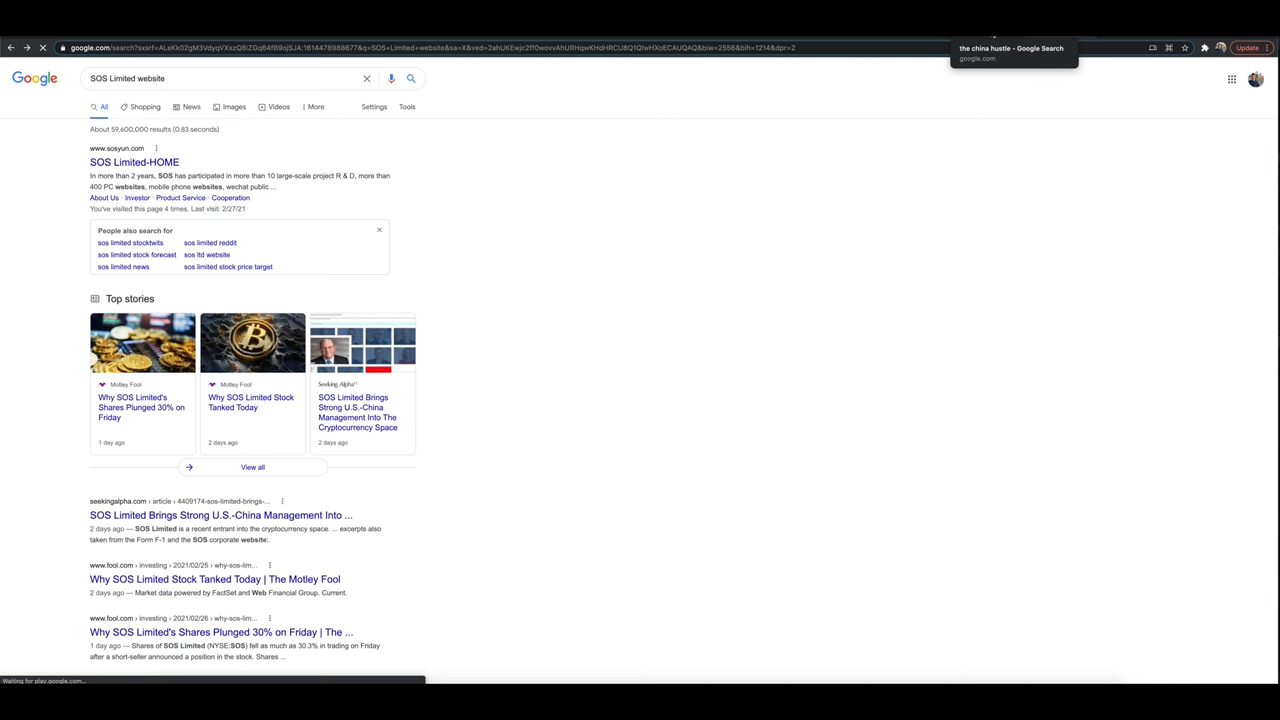 google.com/search?sxsrf=ALeKk02gM3VdyqVXxzQ8iZGq64fB9ojSJA:1614478988677&q=SOS+Limited+website&sa=X&ved=2ahUKEwjc2ff0wovvAhURHqwKHdHRCU8Q1QIwHXoECAUQAQ&biw=2556&bih=1214&dpr=2
Update
the china hustle - Google Search
google.com
Google
SOS Limited website
All
Shopping
News
Images
Videos
More
Settings
Tools
About 59,600,000 results (0.83 seconds)
www.sosyun.com
SOS Limited-HOME
In more than 2 years, SOS has participated in more than 10 large-scale project R & D, more than
400 PC websites, mobile phone websites, wechat public ...
About Us · Investor · Product Service · Cooperation
You've visited this page 4 times. Last visit: 2/27/21
People also search for
sos limited stocktwits
sos limited reddit
sos limited stock forecast
sos ltd website
sos limited news
sos limited stock price target
Top stories
Motley Fool
Why SOS Limited's
Shares Plunged 30% on
Friday
1 day ago
Motley Fool
Why SOS Limited Stock
Tanked Today
2 days ago
Seeking Alpha
SOS Limited Brings
Strong U.S.-China
Management Into The
Cryptocurrency Space
2 days ago
View all
seekingalpha.com › article › 4409174-sos-limited-brings-...
SOS Limited Brings Strong U.S.-China Management Into ...
2 days ago — SOS Limited is a recent entrant into the cryptocurrency space. ... excerpts also
taken from the Form F-1 and the SOS corporate website:.
www.fool.com › investing › 2021/02/25 › why-sos-lim...
Why SOS Limited Stock Tanked Today | The Motley Fool
2 days ago — Market data powered by FactSet and Web Financial Group. Current.
www.fool.com › investing › 2021/02/26 › why-sos-lim...
Why SOS Limited's Shares Plunged 30% on Friday | The ...
1 day ago — Shares of SOS Limited (NYSE:SOS) fell as much as 30.3% in trading on Friday
after a short-seller announced a position in the stock. Shares ...
Waiting for play.google.com...